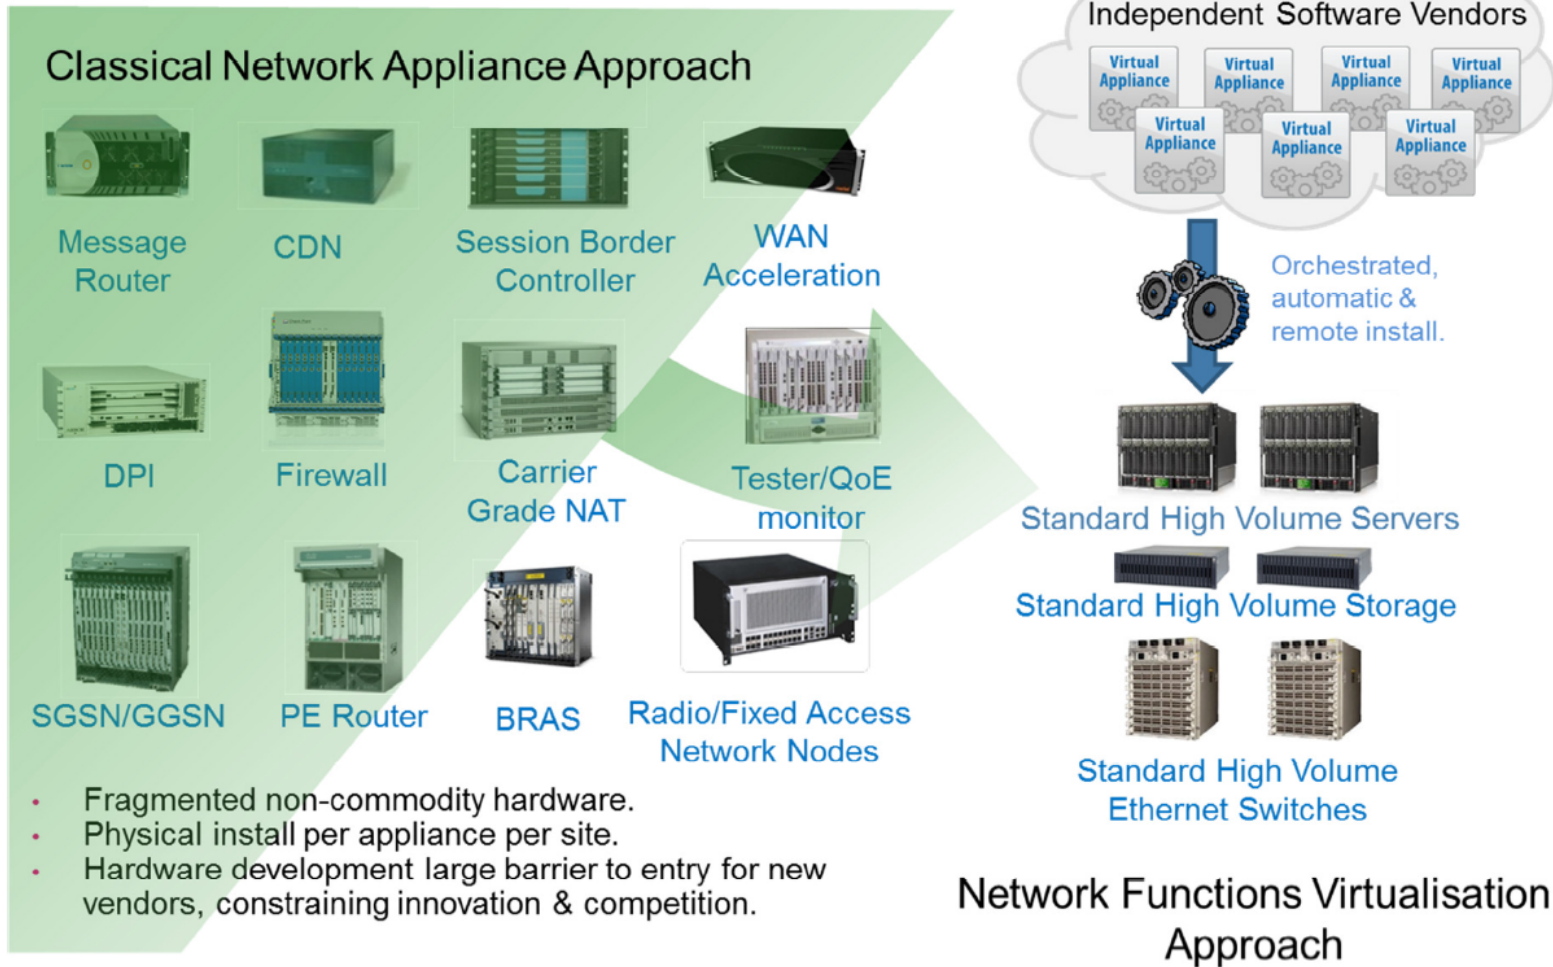 Classical Network Appliance Approach
Message
Router
CDN
Session Border
Controller
WAN
Acceleration
DPI
Firewall
Carrier
Grade NAT
Tester/QoE
monitor
SGSN/GGSN
PE Router
BRAS
Radio/Fixed Access
Network Nodes
• Fragmented non-commodity hardware.
• Physical install per appliance per site.
• Hardware development large barrier to entry for new
vendors, constraining innovation & competition.
Independent Software Vendors
Virtual
Appliance
Virtual
Appliance
Virtual
Appliance
Virtual
Appliance
Virtual
Appliance
Virtual
Appliance
Virtual
Appliance
Orchestrated,
automatic &
remote install.
Standard High Volume Servers
Standard High Volume Storage
Standard High Volume
Ethernet Switches
Network Functions Virtualisation
Approach